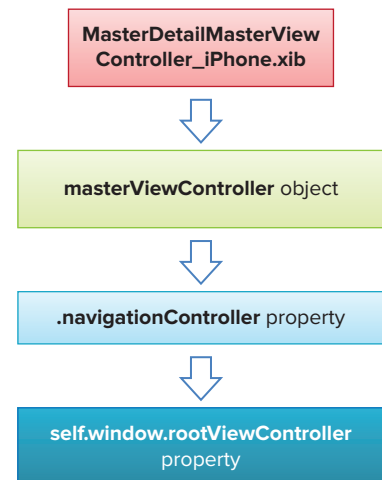 MasterDetailMasterView
Controller_iPhone.xib
masterViewController object
.navigationController property
self.window.rootViewController
property